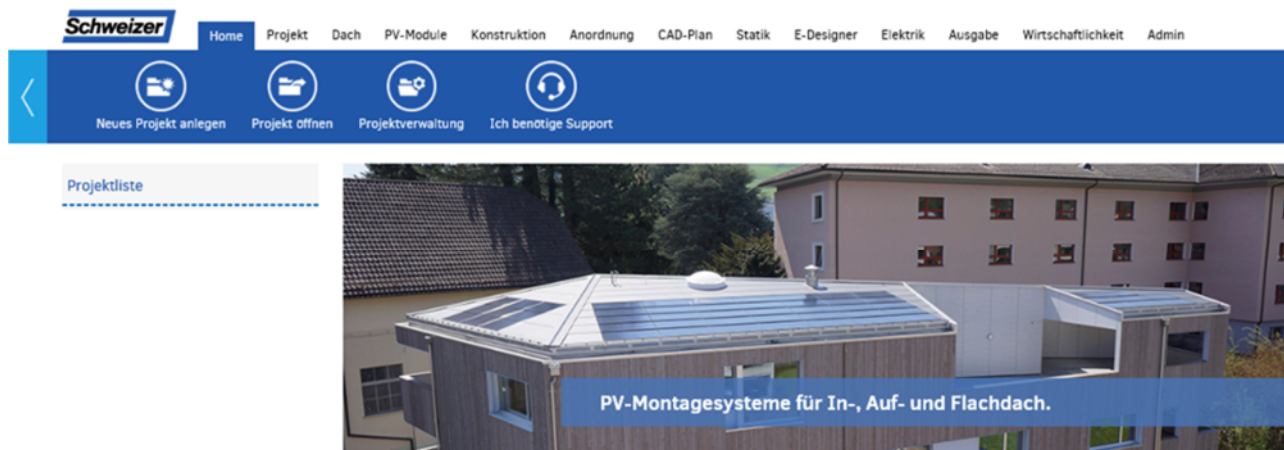 Schweizer
Home Projekt Dach PV-Module Konstruktion Anordnung CAD-Plan Statik E-Designer Elektrik Ausgabe Wirtschaftlichkeit Admin
Neues Projekt anlegen Projekt öffnen Projektverwaltung Ich benötige Support
Projektliste
PV-Montagesysteme für In-, Auf- und Flachdach.